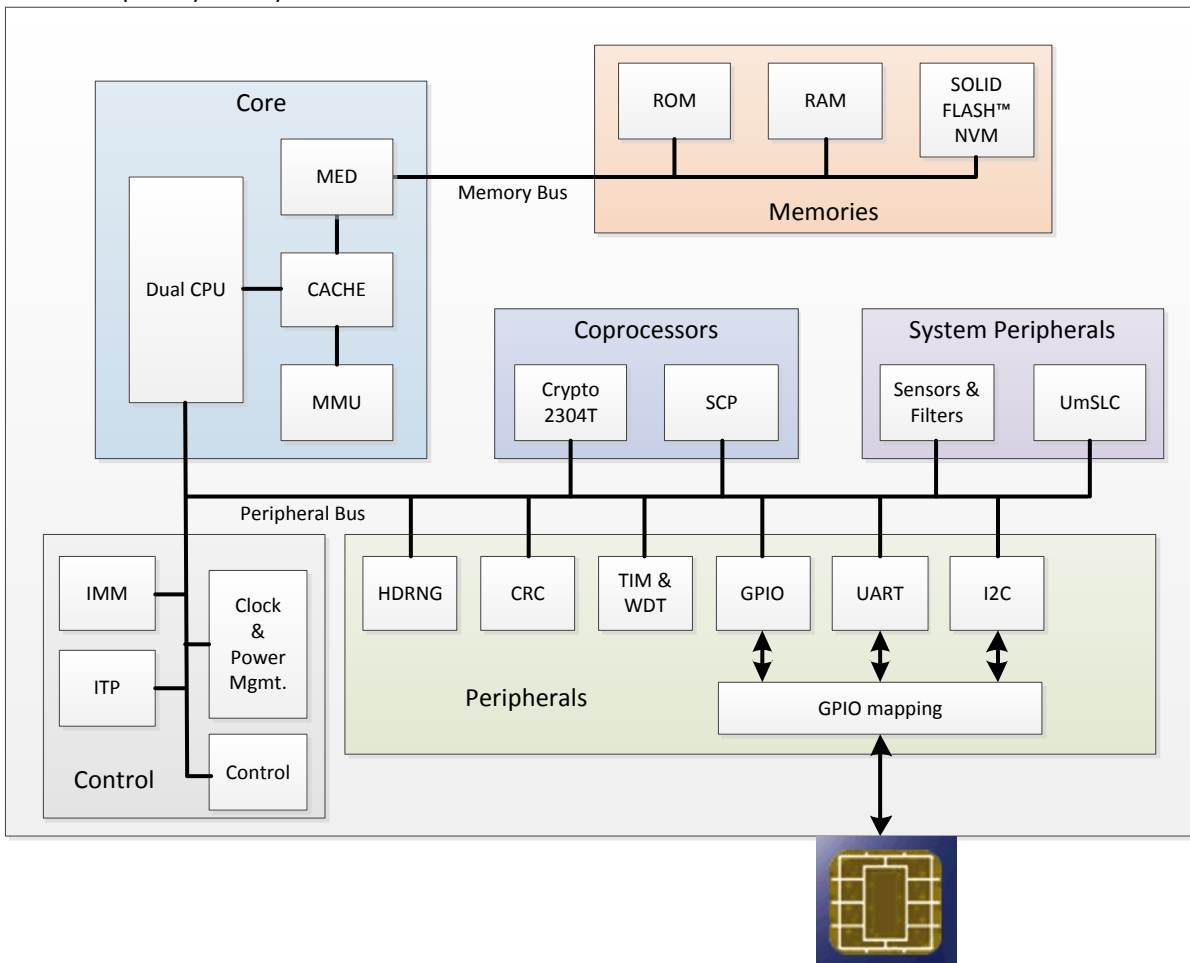 Core
MED
Dual CPU
CACHE
MMU
Memory Bus
ROM
RAM
SOLID
FLASH™
NVM
Memories
Coprocessors
Crypto
2304T
SCP
System Peripherals
Sensors &
Filters
UmSLC
Peripheral Bus
IMM
ITP
Clock
&
Power
Mgmt.
Control
Control
HDRNG
CRC
TIM &
WDT
GPIO
UART
I2C
Peripherals
GPIO mapping